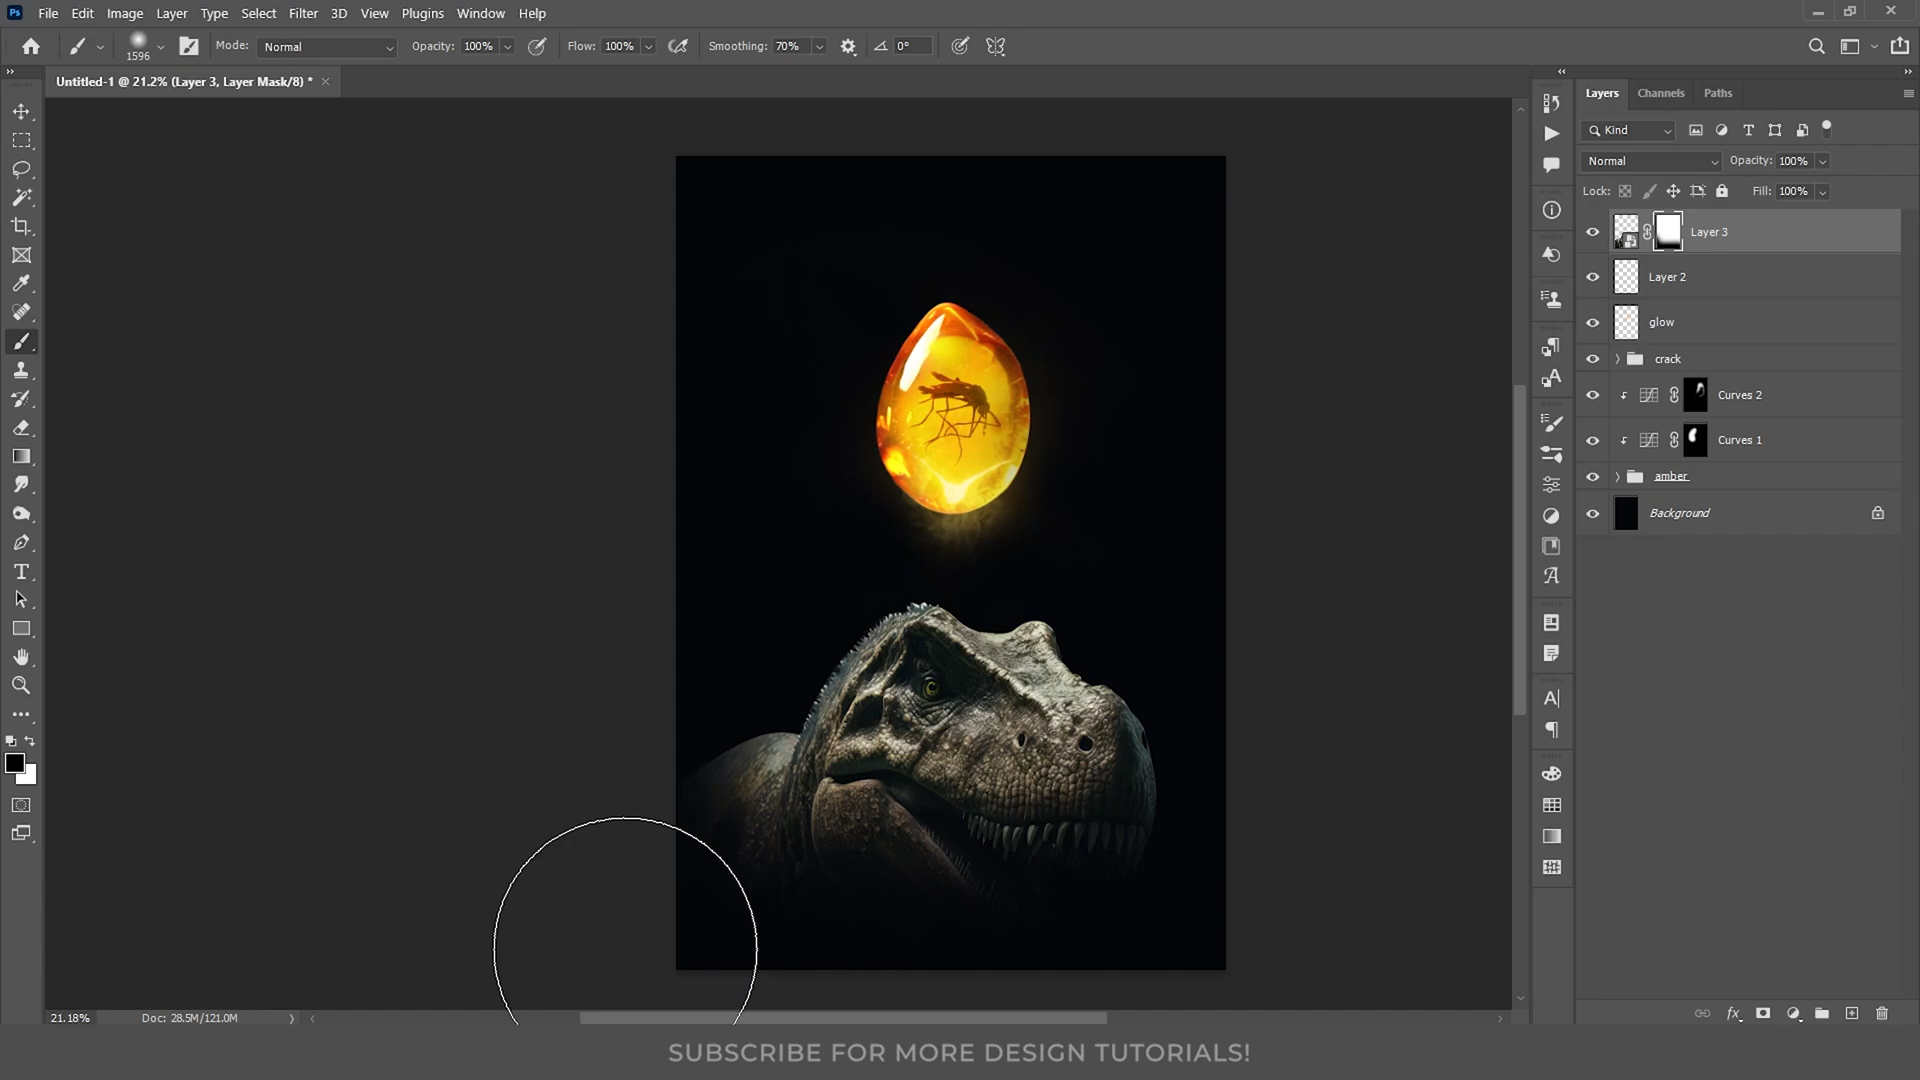 Ps File Edit Image Layer Type Select Filter 3D View Plugins Window Help
1596 Mode: Normal Opacity: 100% Flow: 100% Smoothing: 70% 0°
Untitled-1 @ 21.2% (Layer 3, Layer Mask/8) *
Layers Channels Paths
Kind
Normal Opacity: 100%
Lock: Fill: 100%
Layer 3
Layer 2
glow
crack
Curves 2
Curves 1
amber
Background
21.18% Doc: 28.5M/121.0M
SUBSCRIBE FOR MORE DESIGN TUTORIALS!